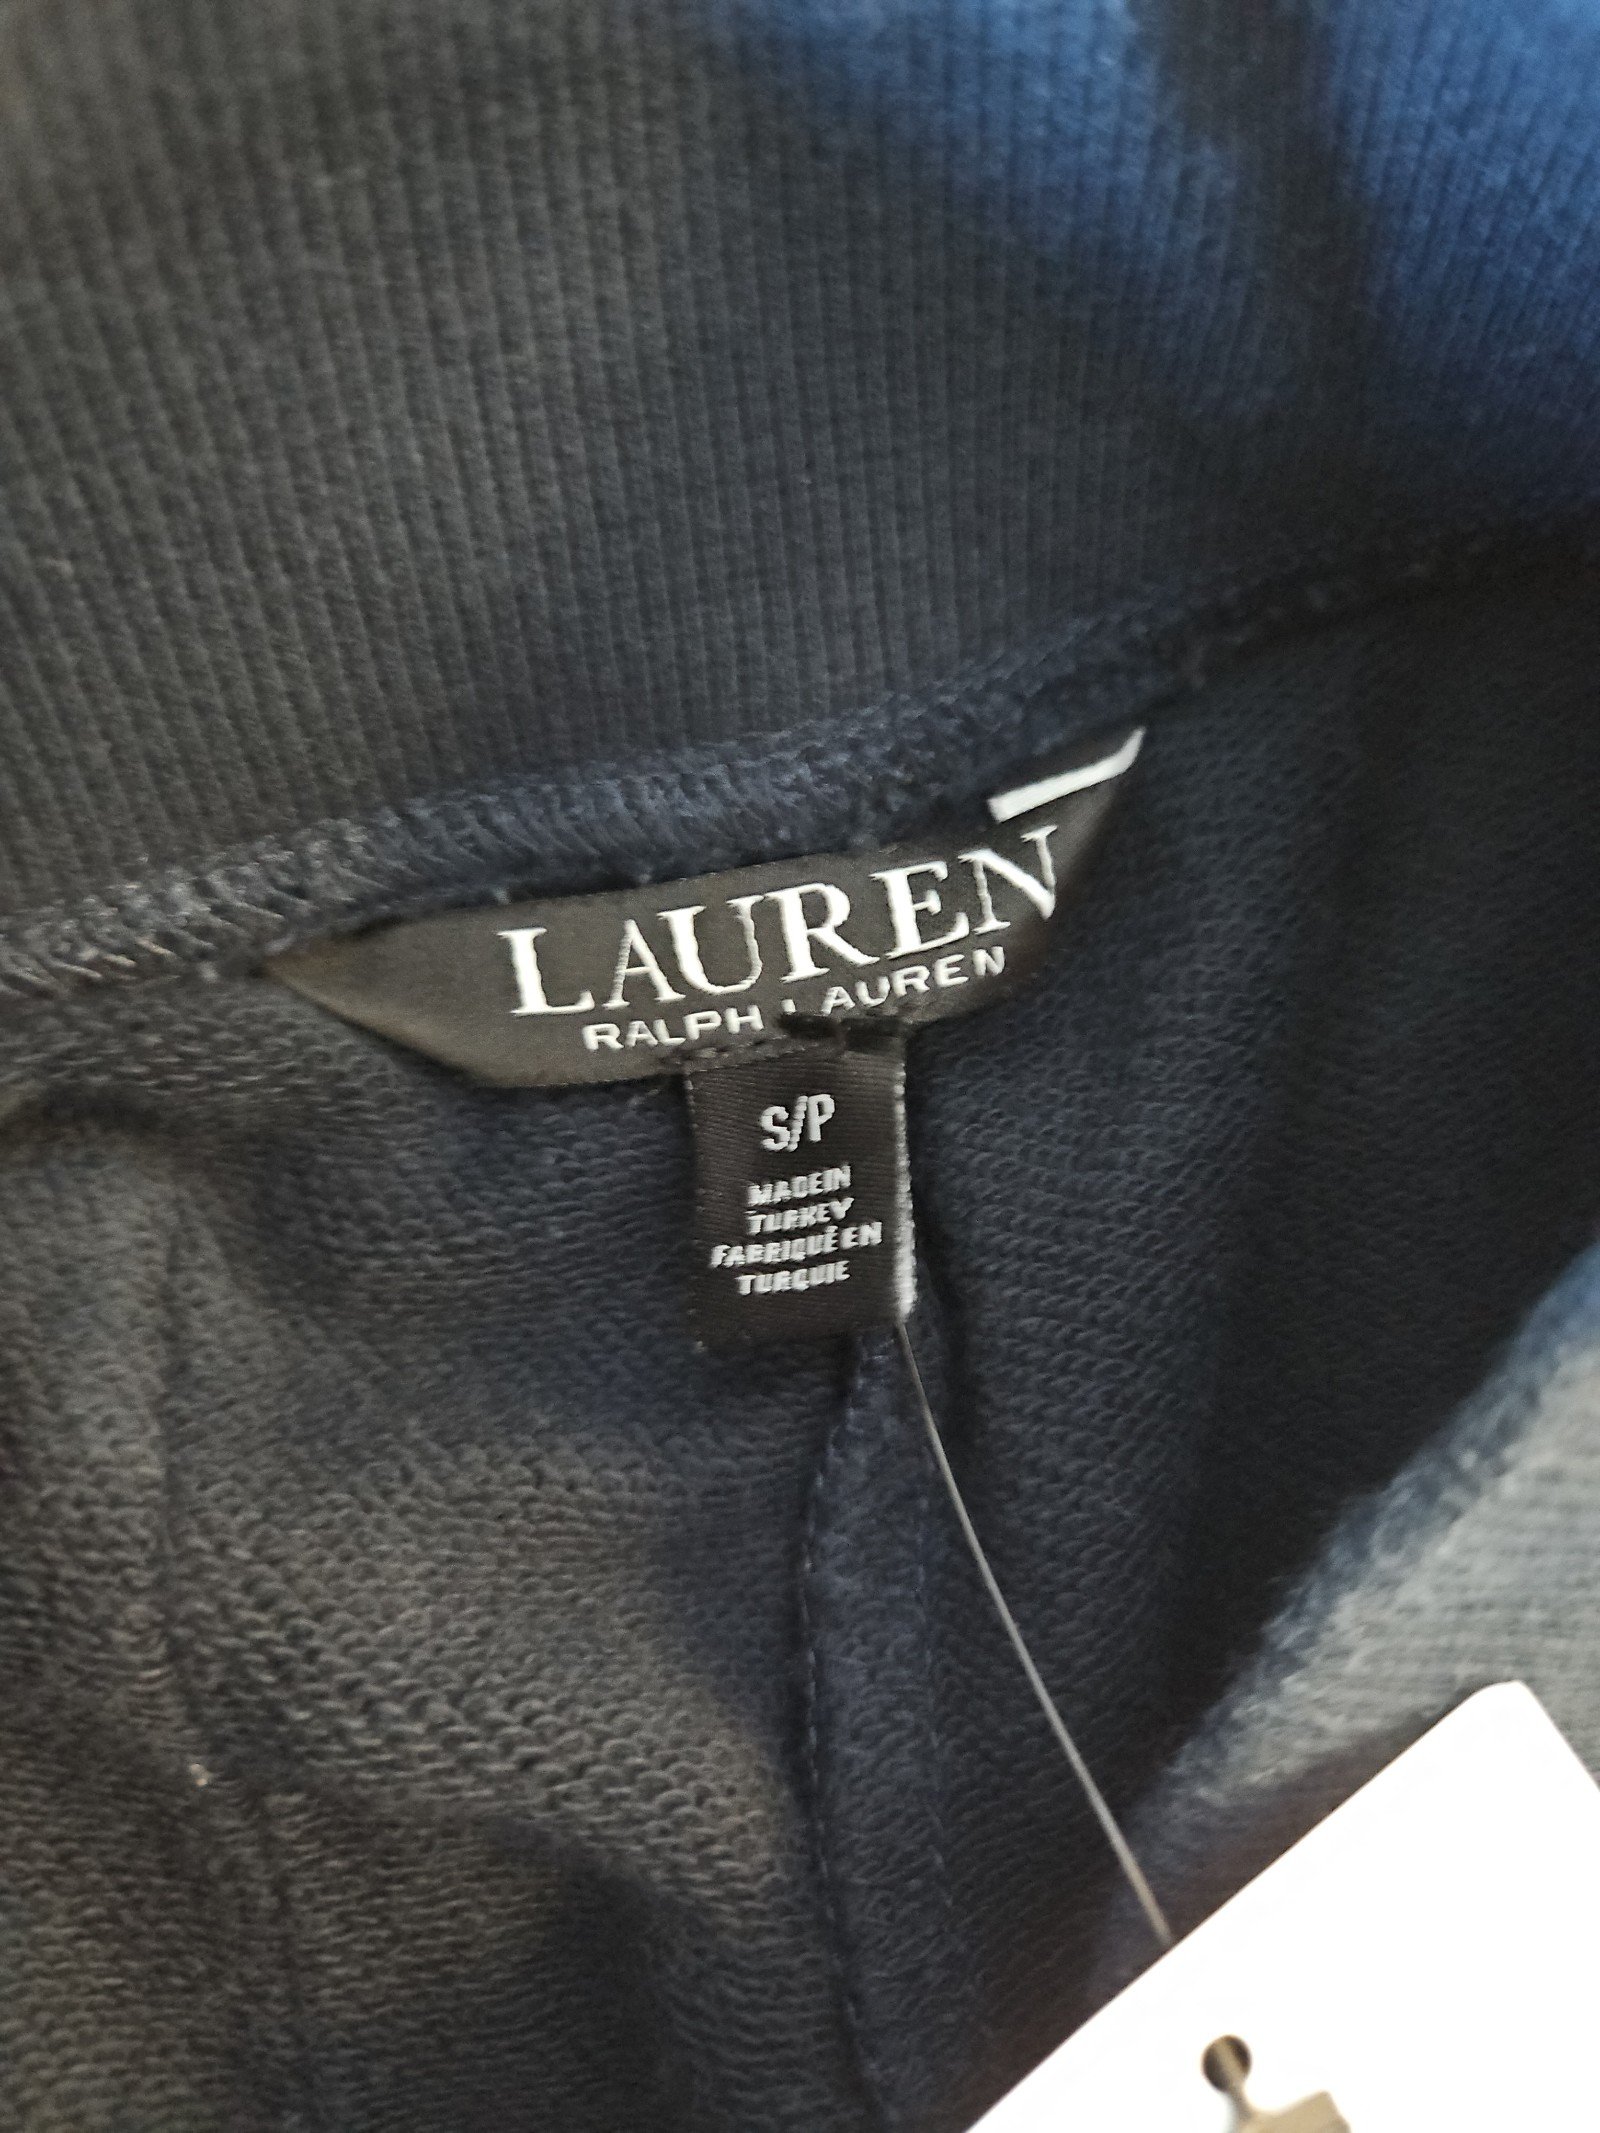 LAUREN
RALPH LAUREN
S/P
MADE IN
TURKEY
FABRIQUÉ EN
TURQUIE